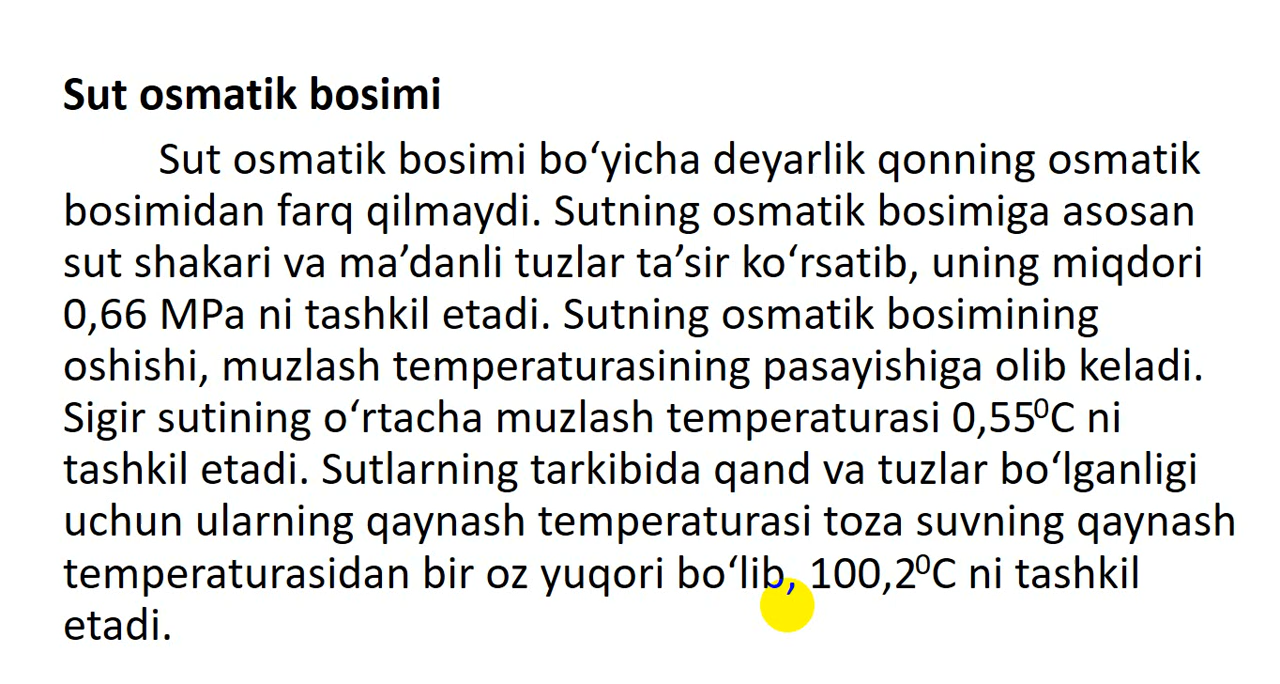 Sut osmatik bosimi
Sut osmatik bosimi bo‘yicha deyarlik qonning osmatik
bosimidan farq qilmaydi. Sutning osmatik bosimiga asosan
sut shakari va ma’danli tuzlar ta’sir ko‘rsatib, uning miqdori
0,66 MPa ni tashkil etadi. Sutning osmatik bosimining
oshishi, muzlash temperaturasining pasayishiga olib keladi.
Sigir sutining o‘rtacha muzlash temperaturasi 0,55⁰C ni
tashkil etadi. Sutlarning tarkibida qand va tuzlar bo‘lganligi
uchun ularning qaynash temperaturasi toza suvning qaynash
temperaturasidan bir oz yuqori bo‘lib, 100,2⁰C ni tashkil
etadi.